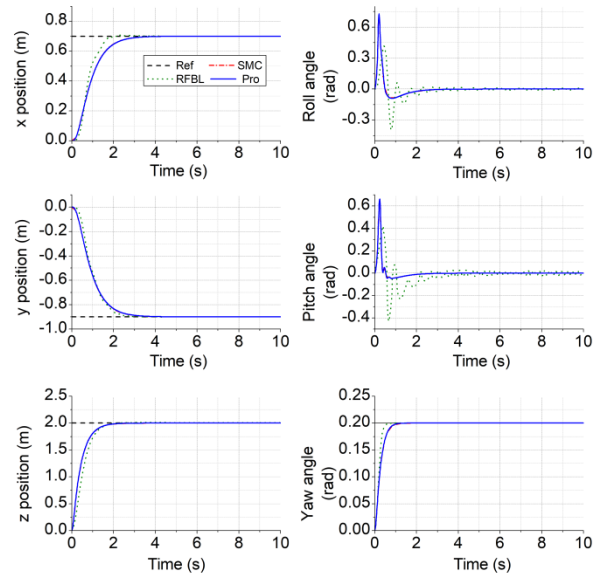 x position (m)
0.8
0.6
0.4
0.2
0.0
Ref
SMC
RFBL
Pro
0 2 4 6 8 10
Time (s)
Roll angle
(rad)
0.6
0.3
0.0
-0.3
0 2 4 6 8 10
Time (s)
y position (m)
0.0
-0.2
-0.4
-0.6
-0.8
-1.0
0 2 4 6 8 10
Time (s)
Pitch angle
(rad)
0.6
0.4
0.2
0.0
-0.2
-0.4
0 2 4 6 8 10
Time (s)
z position (m)
2.5
2.0
1.5
1.0
0.5
0.0
0 2 4 6 8 10
Time (s)
Yaw angle
(rad)
0.25
0.20
0.15
0.10
0.05
0.00
0 2 4 6 8 10
Time (s)